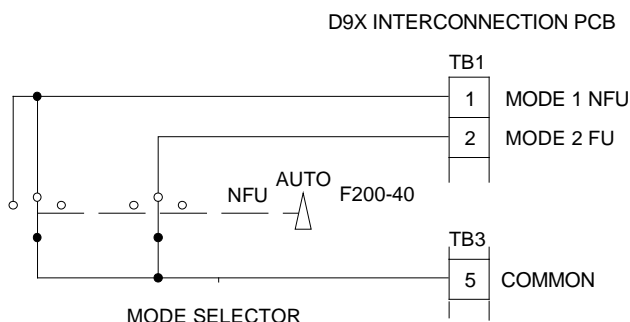 D9X INTERCONNECTION PCB
TB1
1 MODE 1 NFU
2 MODE 2 FU
NFU AUTO F200-40
TB3
5 COMMON
MODE SELECTOR